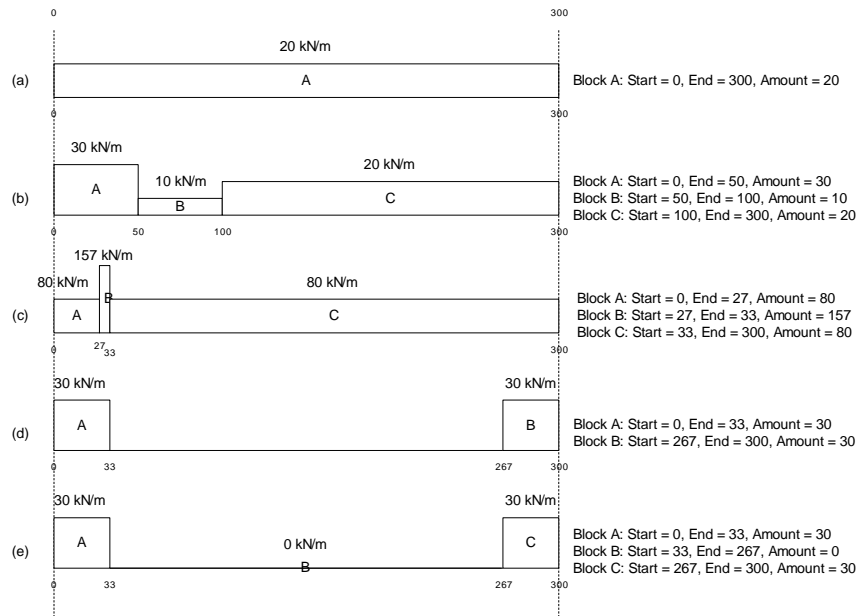 0 300
20 kN/m
(a) A Block A: Start = 0, End = 300, Amount = 20
0 300
30 kN/m
10 kN/m 20 kN/m
(b) A B C
Block A: Start = 0, End = 50, Amount = 30
Block B: Start = 50, End = 100, Amount = 10
Block C: Start = 100, End = 300, Amount = 20
0 50 100 300
157 kN/m
80 kN/m 80 kN/m
(c) A B C
Block A: Start = 0, End = 27, Amount = 80
Block B: Start = 27, End = 33, Amount = 157
Block C: Start = 33, End = 300, Amount = 80
0 27 33 300
30 kN/m 30 kN/m
(d) A B
Block A: Start = 0, End = 33, Amount = 30
Block B: Start = 267, End = 300, Amount = 30
0 33 267 300
30 kN/m 30 kN/m
(e) A 0 kN/m B C
Block A: Start = 0, End = 33, Amount = 30
Block B: Start = 33, End = 267, Amount = 0
Block C: Start = 267, End = 300, Amount = 30
0 33 267 300